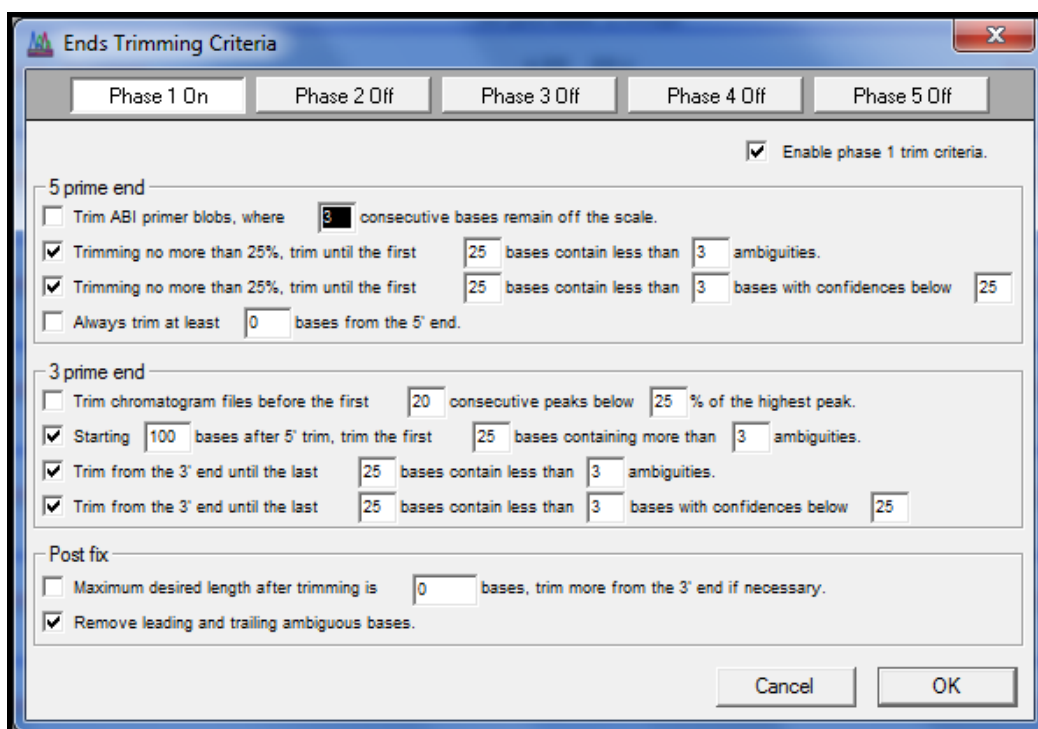 Ends Trimming Criteria
Phase 1 On Phase 2 Off Phase 3 Off Phase 4 Off Phase 5 Off
Enable phase 1 trim criteria.
5 prime end
Trim ABI primer blobs, where 3 consecutive bases remain off the scale.
Trimming no more than 25%, trim until the first 25 bases contain less than 3 ambiguities.
Trimming no more than 25%, trim until the first 25 bases contain less than 3 bases with confidences below 25
Always trim at least 0 bases from the 5' end.
3 prime end
Trim chromatogram files before the first 20 consecutive peaks below 25 % of the highest peak.
Starting 100 bases after 5' trim, trim the first 25 bases containing more than 3 ambiguities.
Trim from the 3' end until the last 25 bases contain less than 3 ambiguities.
Trim from the 3' end until the last 25 bases contain less than 3 bases with confidences below 25
Post fix
Maximum desired length after trimming is 0 bases, trim more from the 3' end if necessary.
Remove leading and trailing ambiguous bases.
Cancel OK